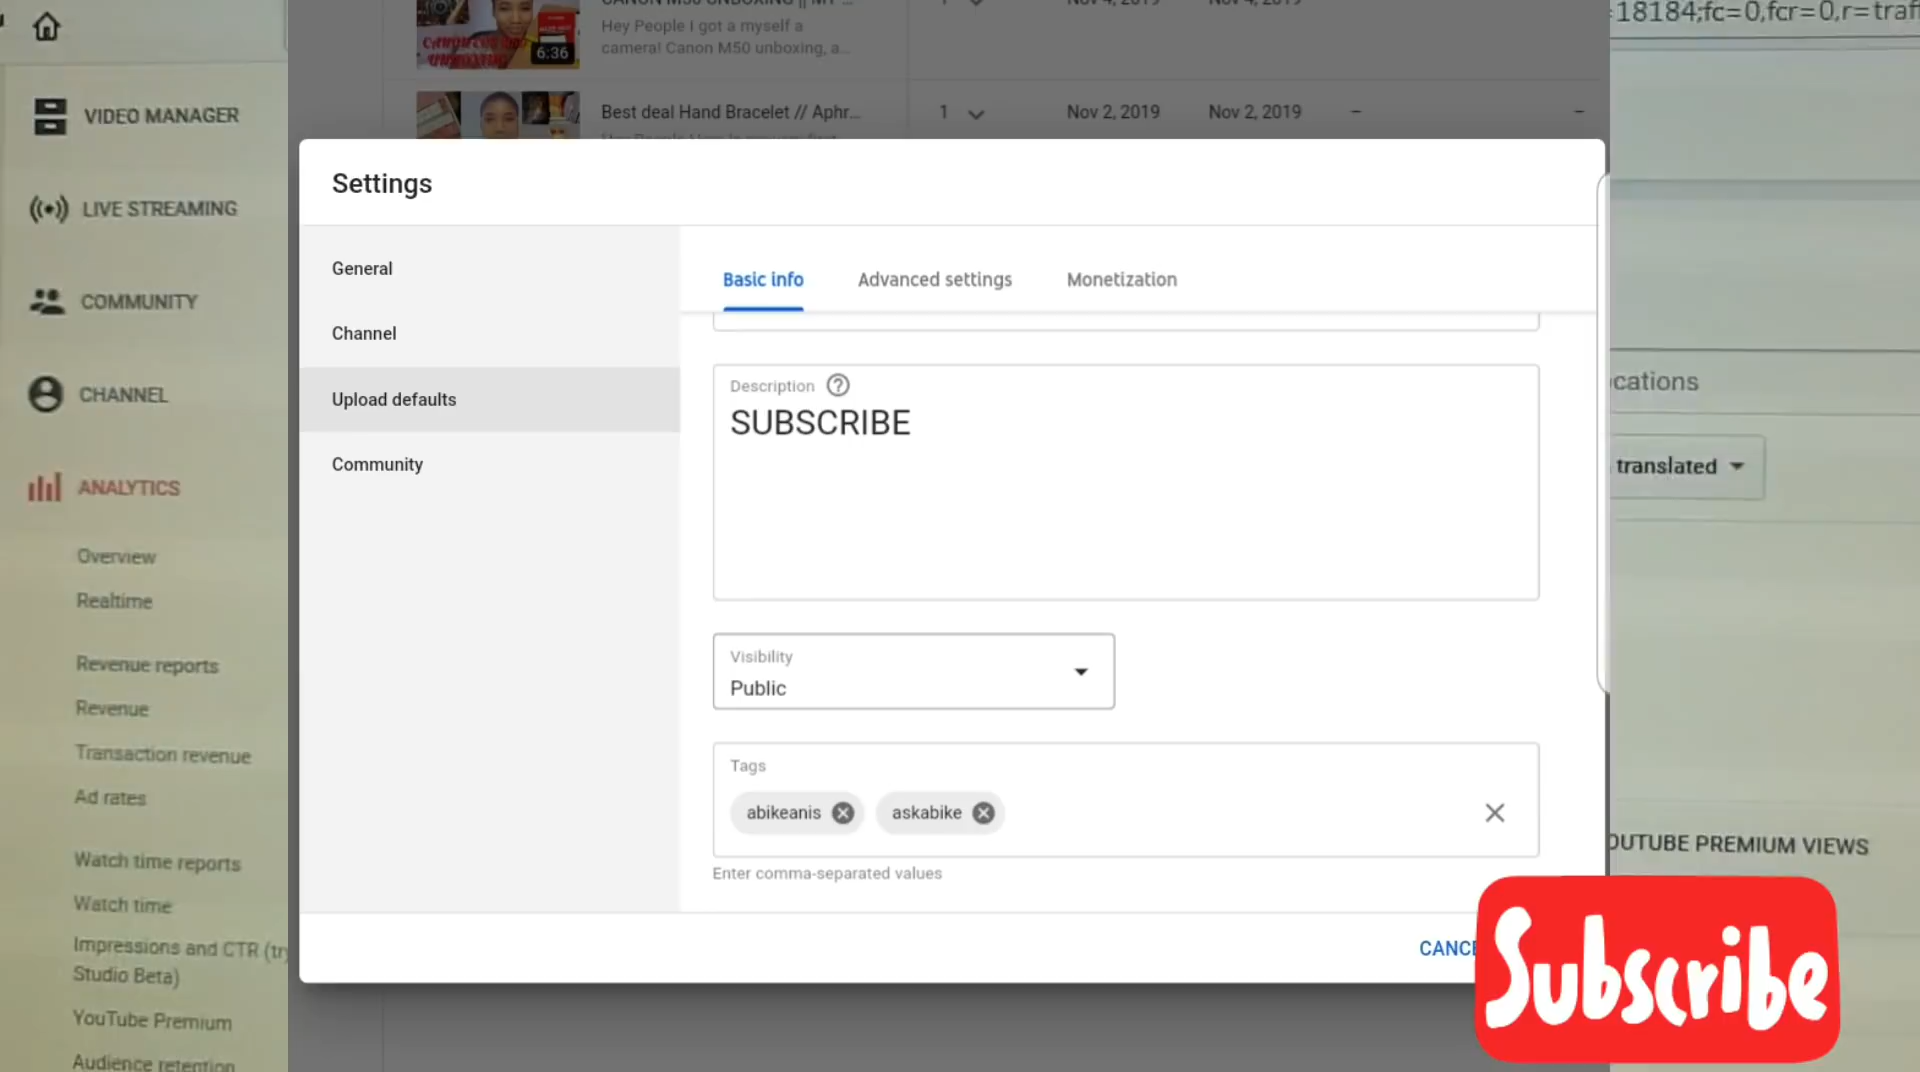 =18184;fc=0,fcr=0,r=traff
VIDEO MANAGER
LIVE STREAMING
COMMUNITY
CHANNEL
ANALYTICS
Overview
Realtime
Revenue reports
Revenue
Transaction revenue
Ad rates
Watch time reports
Watch time
Impressions and CTR (try
Studio Beta)
YouTube Premium
Audience retention
Hey People I got a myself a
camera! Canon M50 unboxing, a...
6:36
Best deal Hand Bracelet // Aphr...
1 Nov 2, 2019 Nov 2, 2019 – –
Settings
General
Channel
Upload defaults
Community
Basic info Advanced settings Monetization
Description ?
SUBSCRIBE
Visibility
Public
Tags
abikeanis askabike
Enter comma-separated values
CANCE
Subscribe
cations
translated
OUTUBE PREMIUM VIEWS